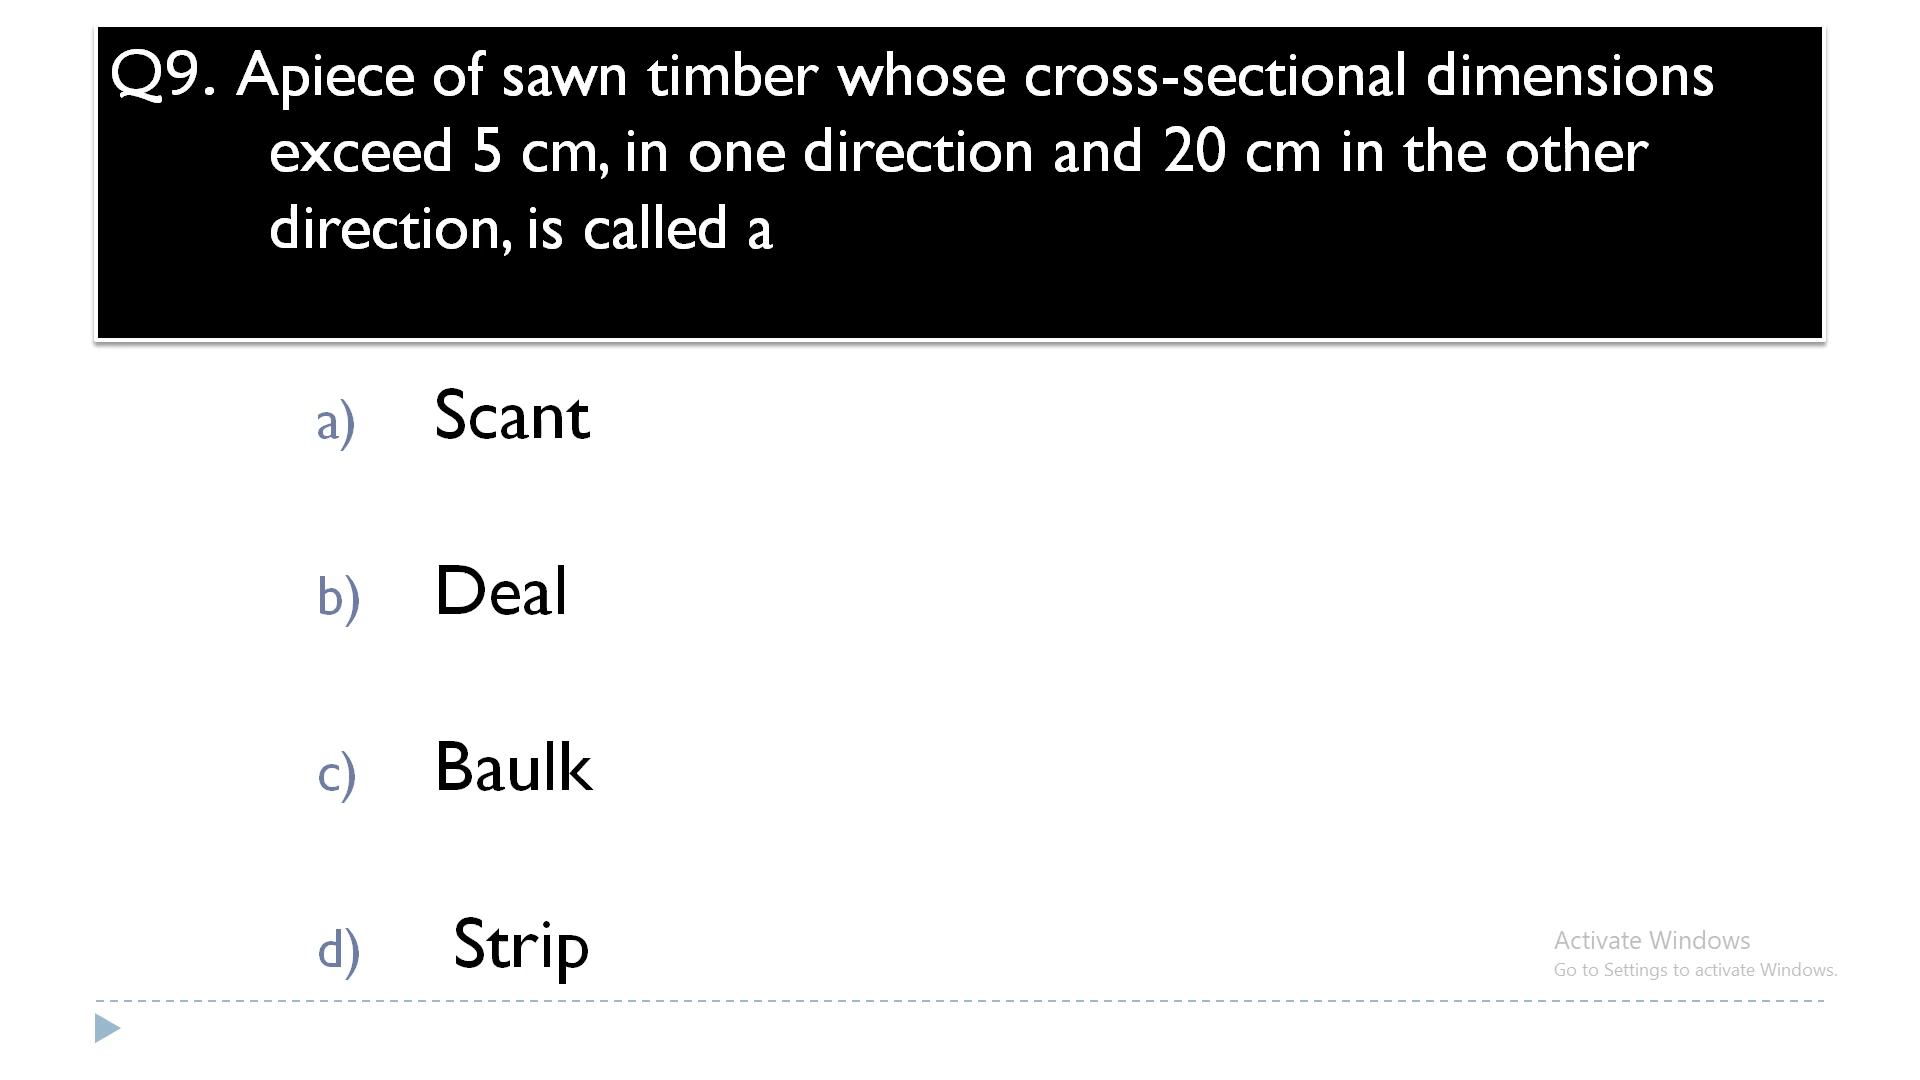 Q9. Apiece of sawn timber whose cross-sectional dimensions
exceed 5 cm, in one direction and 20 cm in the other
direction, is called a
a) Scant
b) Deal
c) Baulk
d) Strip
Activate Windows
Go to Settings to activate Windows.